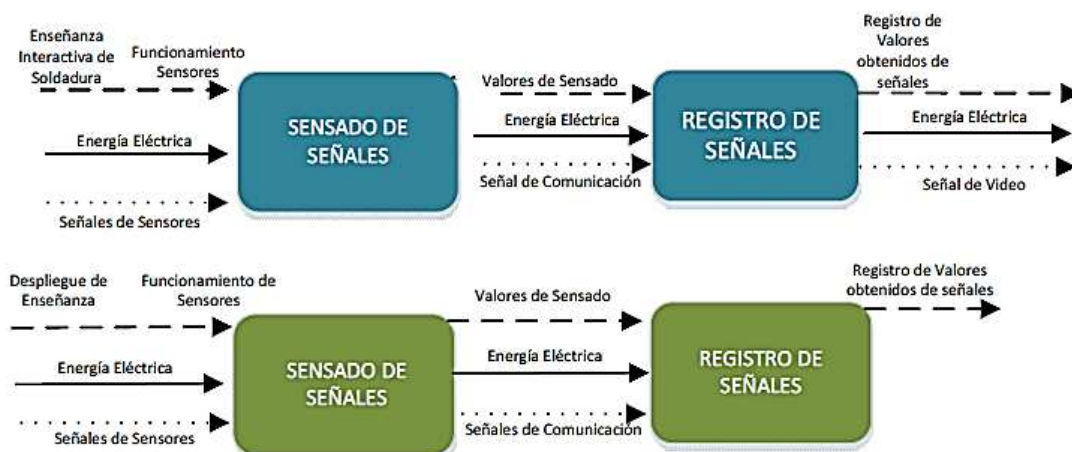 Enseñanza
Interactiva de
Soldadura
Funcionamiento
Sensores
Energía Eléctrica
Señales de Sensores
SENSADO DE
SEÑALES
Valores de Sensado
Energía Eléctrica
Señal de Comunicación
REGISTRO DE
SEÑALES
Registro de
Valores
obtenidos de
señales
Energía Eléctrica
Señal de Video
Despliegue de
Enseñanza
Funcionamiento de
Sensores
Energía Eléctrica
Señales de Sensores
SENSADO DE
SEÑALES
Valores de Sensado
Energía Eléctrica
Señales de Comunicación
REGISTRO DE
SEÑALES
Registro de Valores
obtenidos de señales